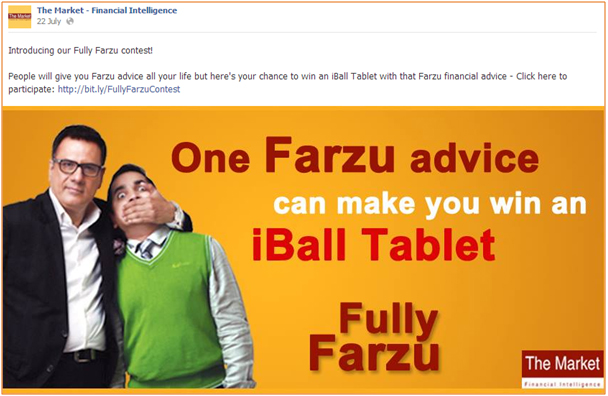 The Market
The Market - Financial Intelligence
22 July
Introducing our Fully Farzu contest!
People will give you Farzu advice all your life but here's your chance to win an iBall Tablet with that Farzu financial advice - Click here to
participate: http://bit.ly/FullyFarzuContest
One Farzu advice
can make you win an
iBall Tablet
Fully
Farzu
The Market
Financial Intelligence